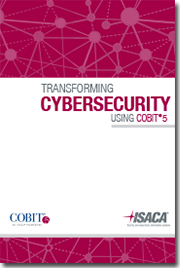 TRANSFORMING
CYBERSECURITY
USING COBIT® 5
COBIT 5
ISACA®